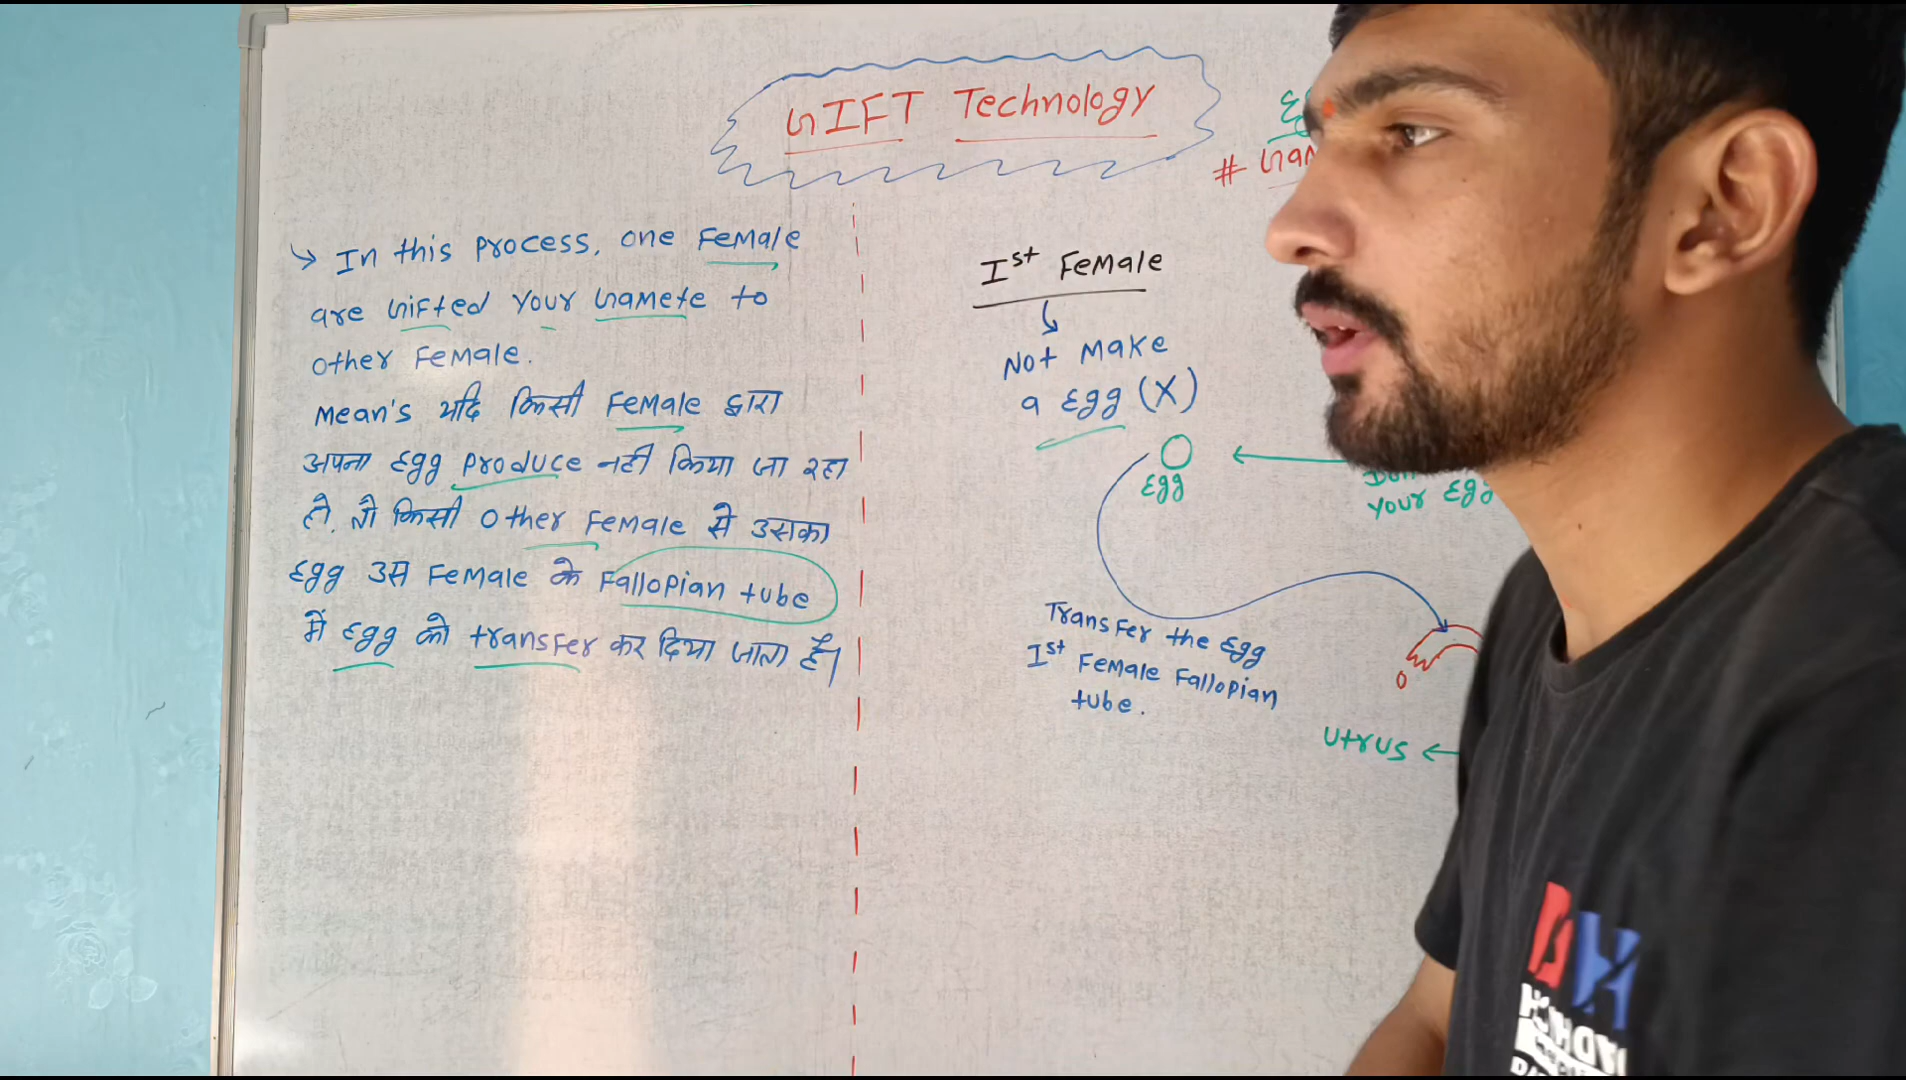 GIFT Technology
→ In this process, one Female
are Gifted your Gamete to
other Female.
Mean's यदि किसी Female द्वारा
अपना Egg produce नही किया जा रहा
हो, तो किसी other Female से उसका
Egg उस Female के Fallopian tube
में Egg को transfer कर दिया जाता है।
#
Ist Female
Not Make
a Egg (X)
Egg
your Egg
Transfer the Egg
Ist Female Fallopian
tube.
Utrus